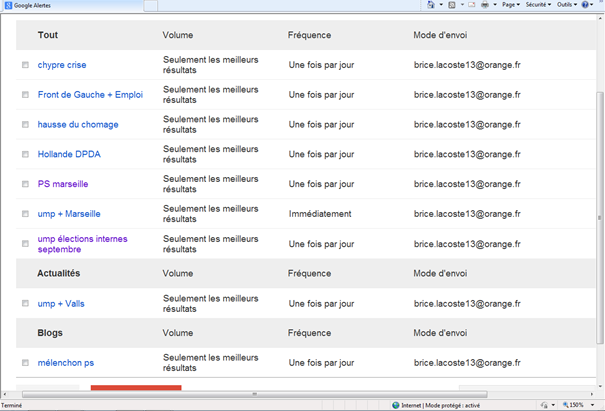 Google Alertes
Page Sécurité Outils
Tout Volume Fréquence Mode d'envoi
chypre crise Seulement les meilleurs résultats Une fois par jour brice.lacoste13@orange.fr
Front de Gauche + Emploi Seulement les meilleurs résultats Une fois par jour brice.lacoste13@orange.fr
hausse du chomage Seulement les meilleurs résultats Une fois par jour brice.lacoste13@orange.fr
Hollande DPDA Seulement les meilleurs résultats Une fois par jour brice.lacoste13@orange.fr
PS marseille Seulement les meilleurs résultats Une fois par jour brice.lacoste13@orange.fr
ump + Marseille Seulement les meilleurs résultats Immédiatement brice.lacoste13@orange.fr
ump élections internes septembre Seulement les meilleurs résultats Une fois par jour brice.lacoste13@orange.fr
Actualités Volume Fréquence Mode d'envoi
ump + Valls Seulement les meilleurs résultats Une fois par jour brice.lacoste13@orange.fr
Blogs Volume Fréquence Mode d'envoi
mélenchon ps Seulement les meilleurs résultats Une fois par jour brice.lacoste13@orange.fr
Terminé Internet | Mode protégé : activé 150%